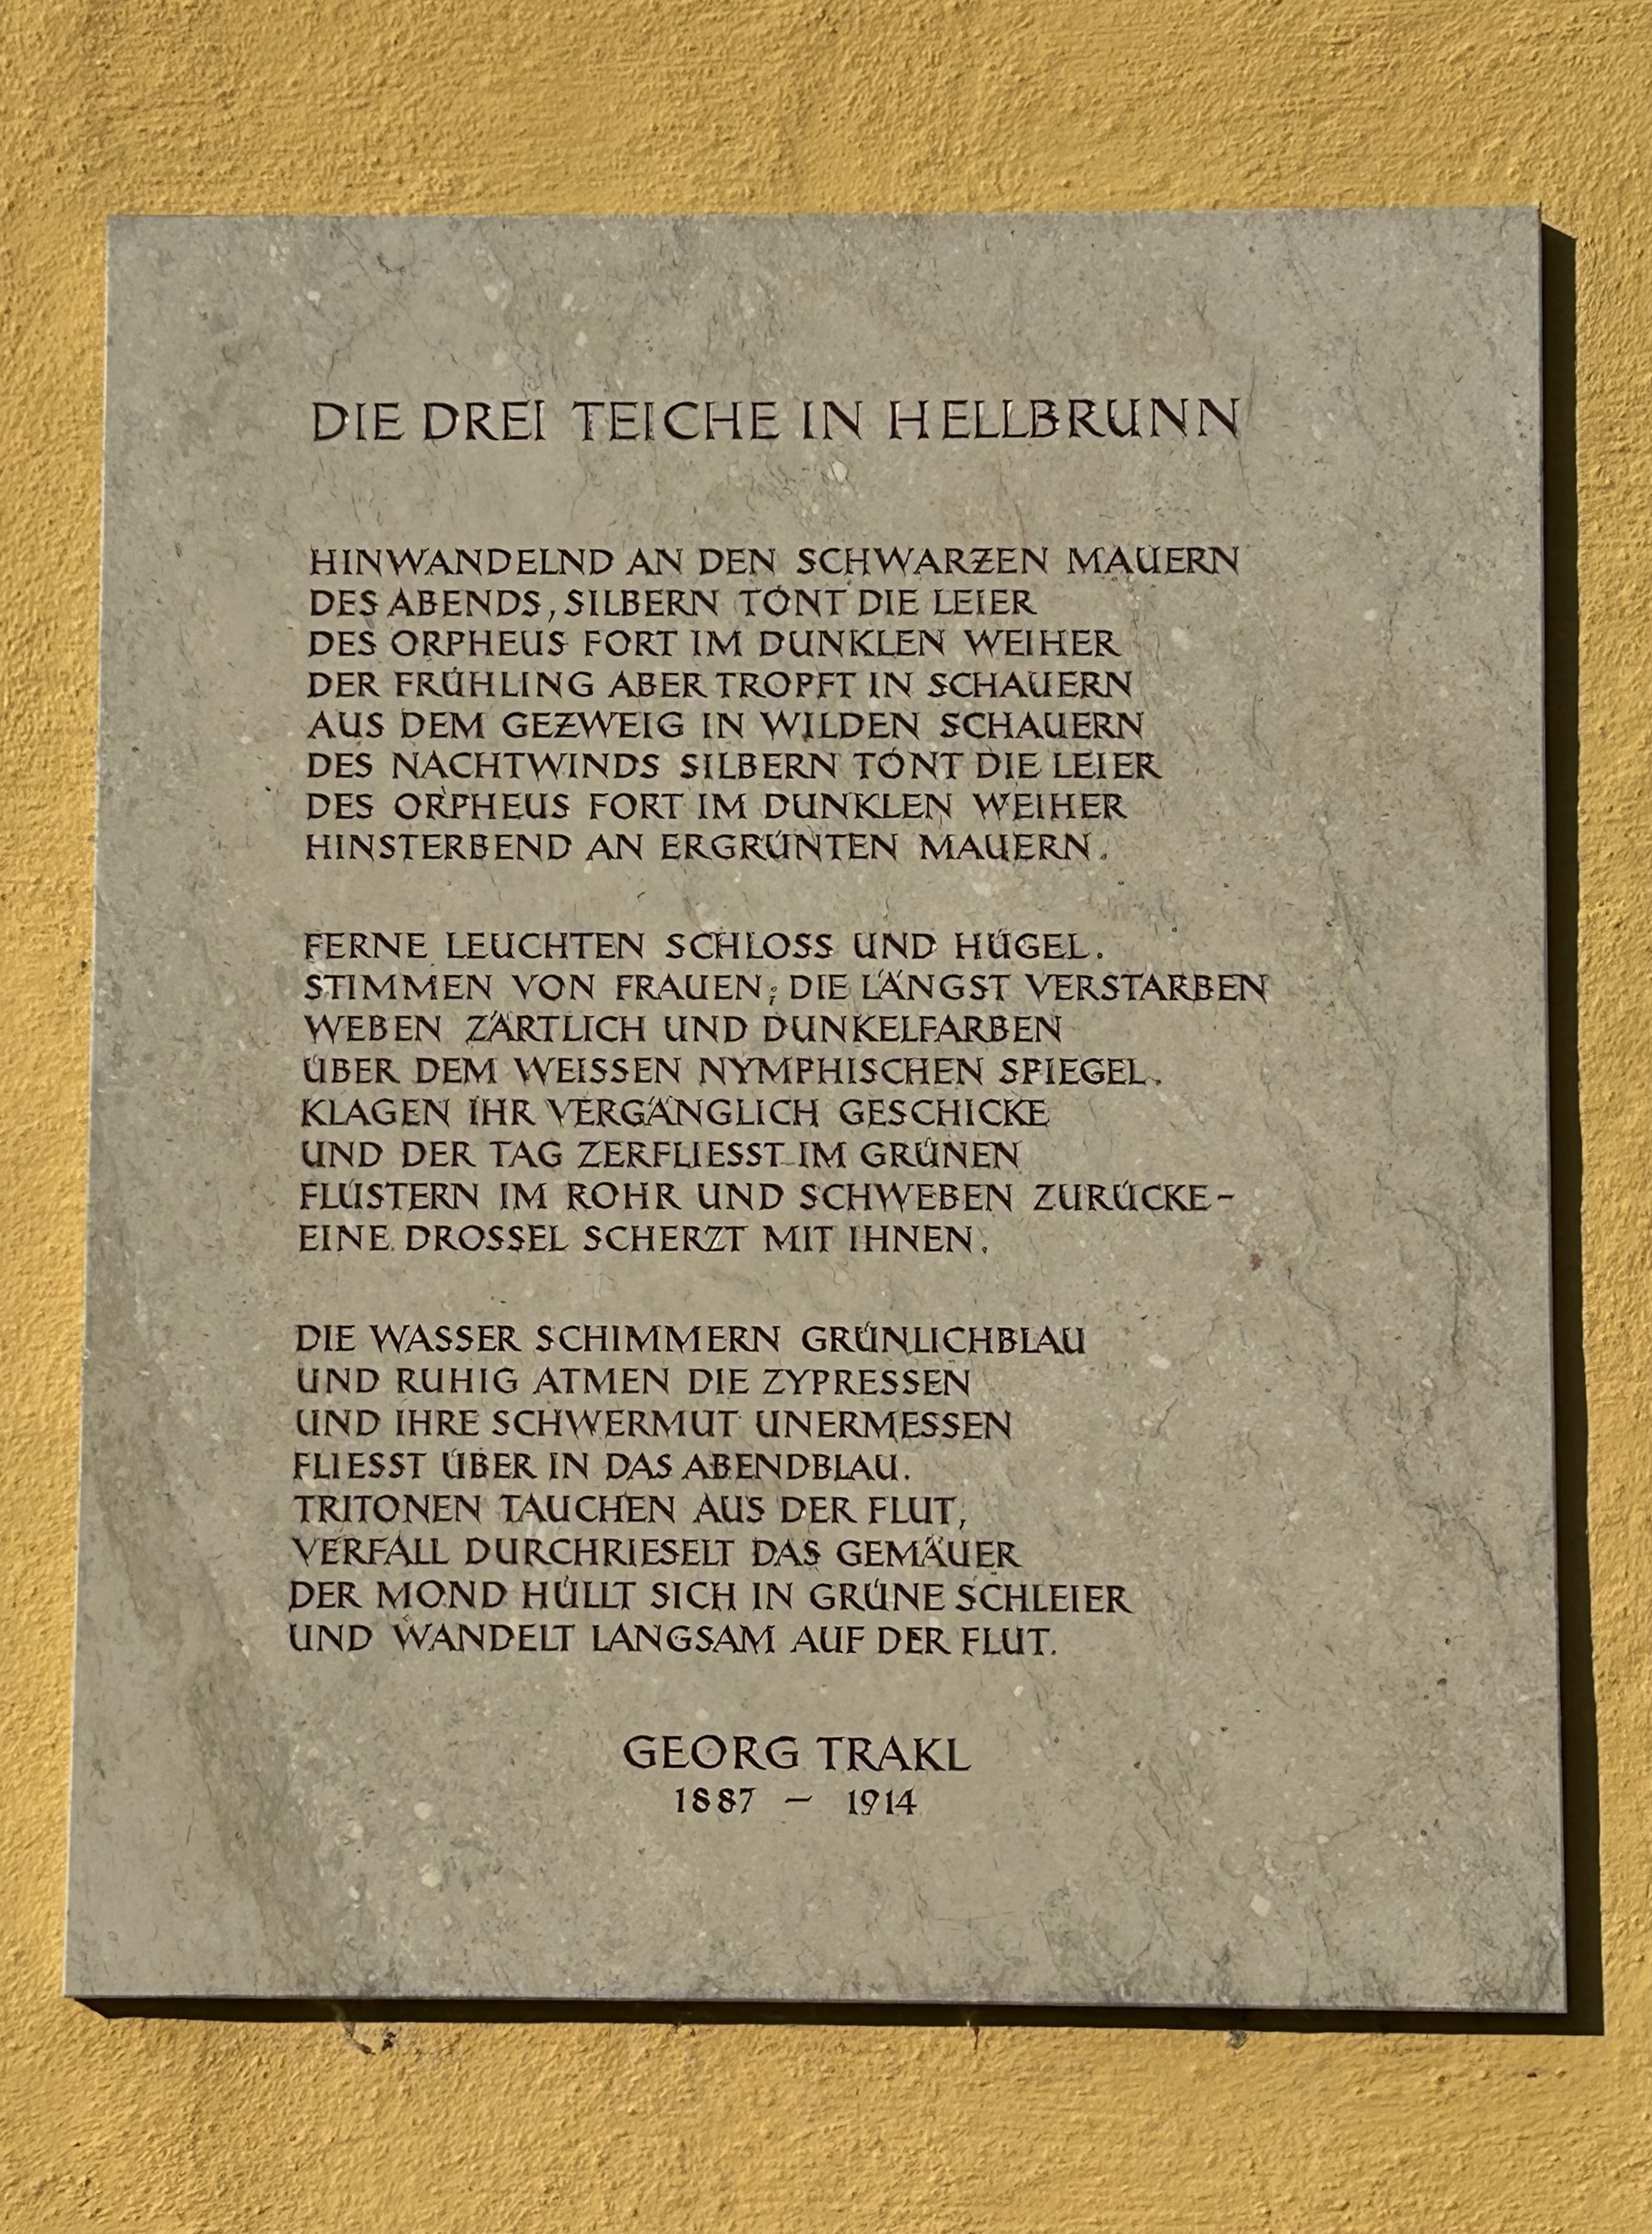 DIE DREI TEICHE IN HELLBRUNN
HINWANDELND AN DEN SCHWARZEN MAUERN
DES ABENDS, SILBERN TÖNT DIE LEIER
DES ORPHEUS FORT IM DUNKLEN WEIHER
DER FRÜHLING ABER TROPFT IN SCHAUERN
AUS DEM GEZWEIG IN WILDEN SCHAUERN
DES NACHTWINDS SILBERN TÖNT DIE LEIER
DES ORPHEUS FORT IM DUNKLEN WEIHER
HINSTERBEND AN ERGRÜNTEN MAUERN.
FERNE LEUCHTEN SCHLOSS UND HÜGEL.
STIMMEN VON FRAUEN, DIE LÄNGST VERSTARBEN
WEBEN ZÄRTLICH UND DUNKELFARBEN
ÜBER DEM WEISSEN NYMPHISCHEN SPIEGEL.
KLAGEN IHR VERGÄNGLICH GESCHICKE
UND DER TAG ZERFLIESST IM GRÜNEN
FLÜSTERN IM ROHR UND SCHWEBEN ZURÜCKE-
EINE DROSSEL SCHERZT MIT IHNEN.
DIE WASSER SCHIMMERN GRÜNLICHBLAU
UND RUHIG ATMEN DIE ZYPRESSEN
UND IHRE SCHWERMUT UNERMESSEN
FLIESST ÜBER IN DAS ABENDBLAU.
TRITONEN TAUCHEN AUS DER FLUT,
VERFALL DURCHRIESELT DAS GEMÄUER
DER MOND HÜLLT SICH IN GRÜNE SCHLEIER
UND WANDELT LANGSAM AUF DER FLUT.
GEORG TRAKL
1887 – 1914